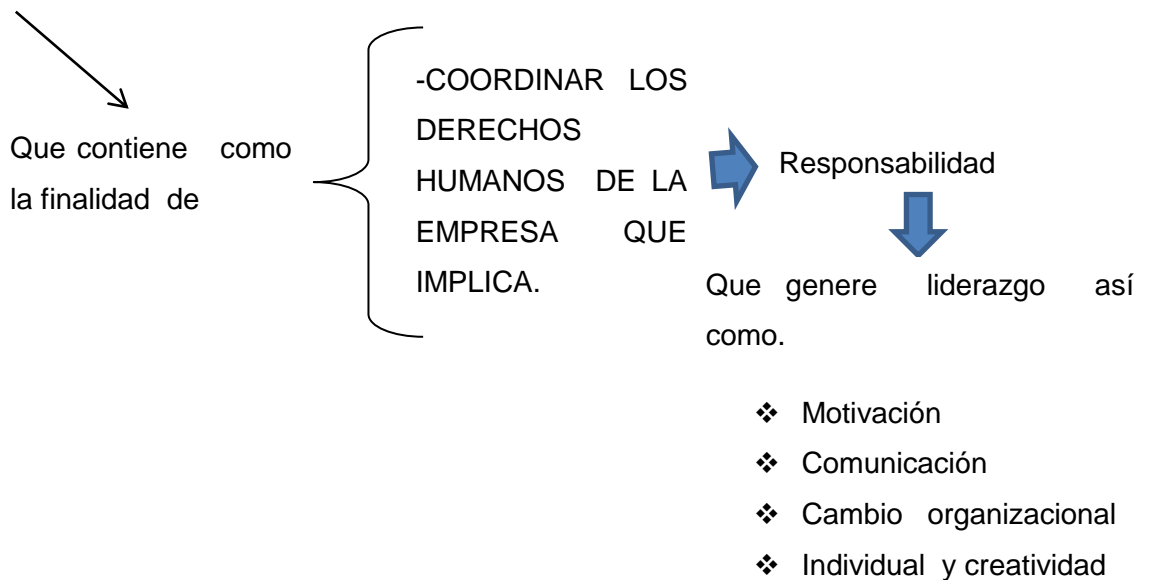 Que contiene como
la finalidad de
-COORDINAR LOS
DERECHOS
HUMANOS DE LA
EMPRESA QUE
IMPLICA.
Responsabilidad
Que genere liderazgo así
como.
❖ Motivación
❖ Comunicación
❖ Cambio organizacional
❖ Individual y creatividad